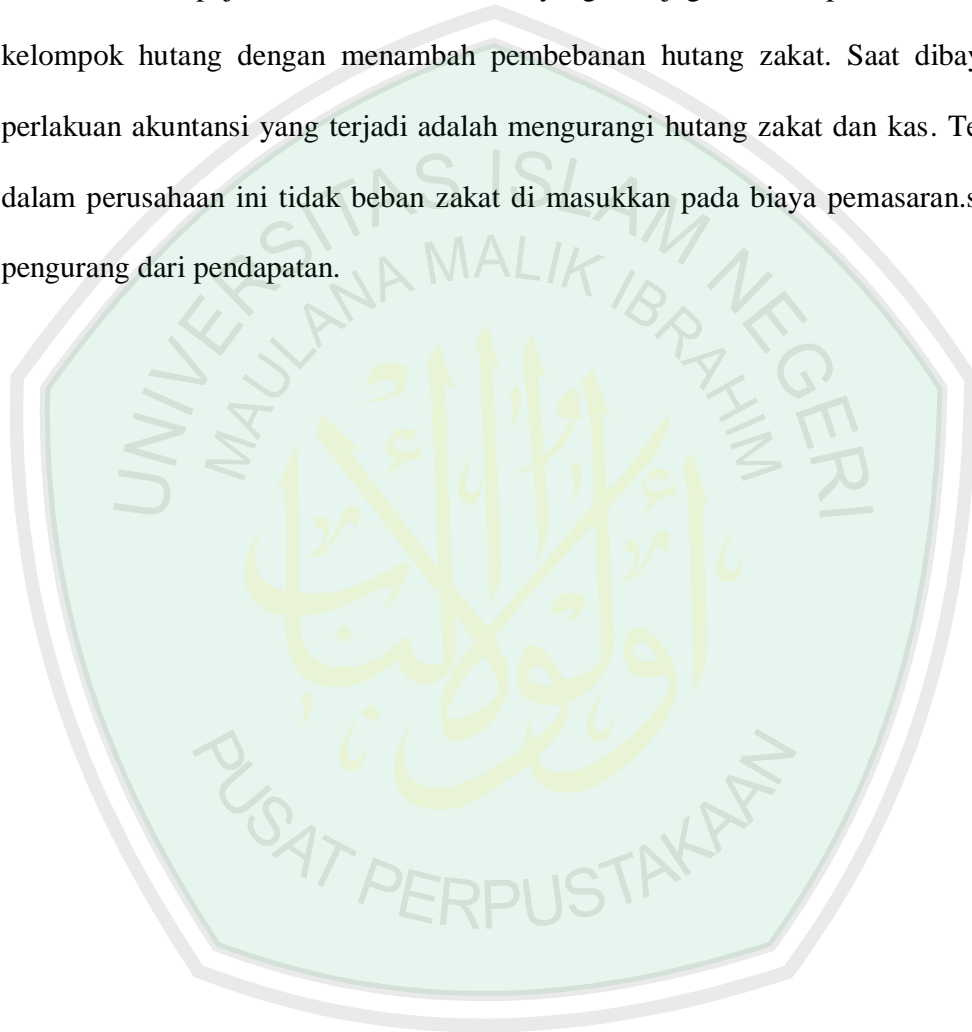 kelompok hutang dengan menambah pembebanan hutang zakat. Saat
perlakuan akuntansi yang terjadi adalah mengurangi hutang zakat dan kas.
dalam perusahaan ini tidak beban zakat di masukkan pada biaya pemasaran.
pengurang dari pendapatan.
UNIVERSITAS ISLAM NEGERI
MAULANA MALIK IBRAHIM
PUSAT PERPUSTAKAAN